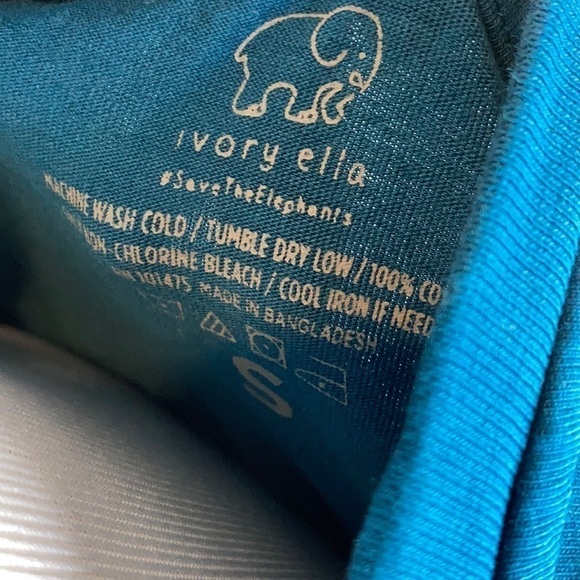 ivory ella
#SaveTheElephants
MACHINE WASH COLD / TUMBLE DRY LOW / 100% CO
CHLORINE BLEACH / COOL IRON IF NEED
101475 MADE IN BANGLADESH
S